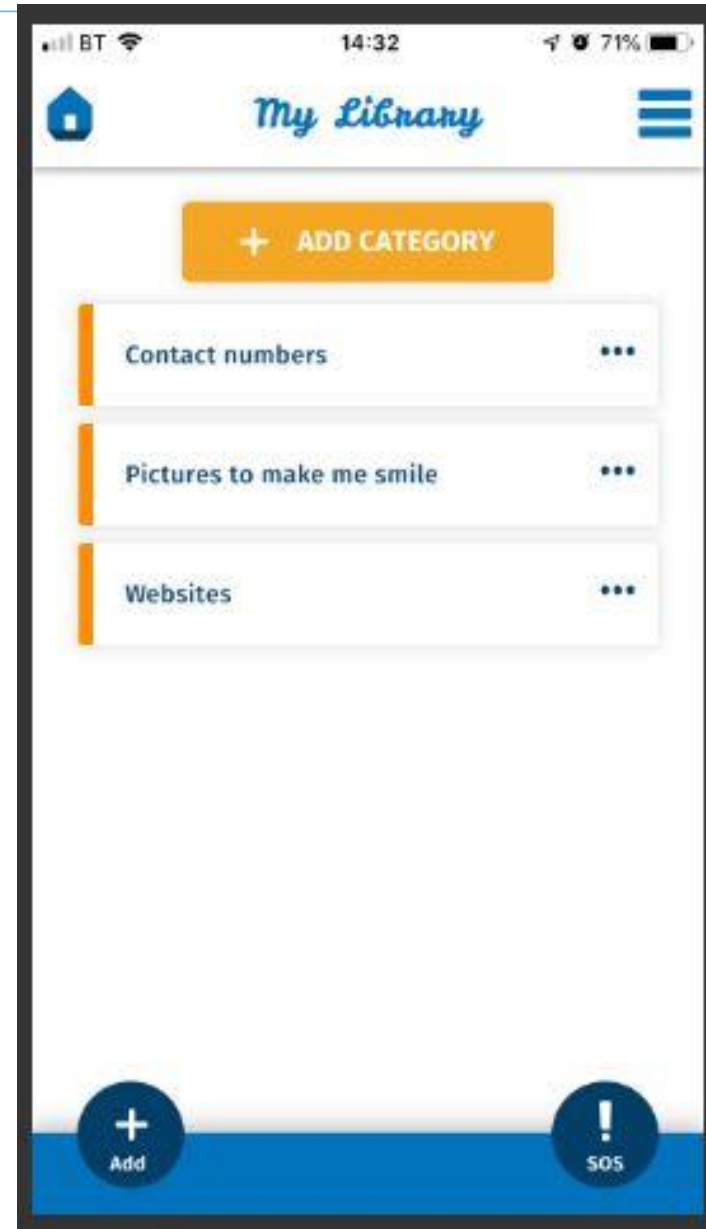 BT 14:32 71%
My Library
+ ADD CATEGORY
Contact numbers
Pictures to make me smile
Websites
Add
! SOS